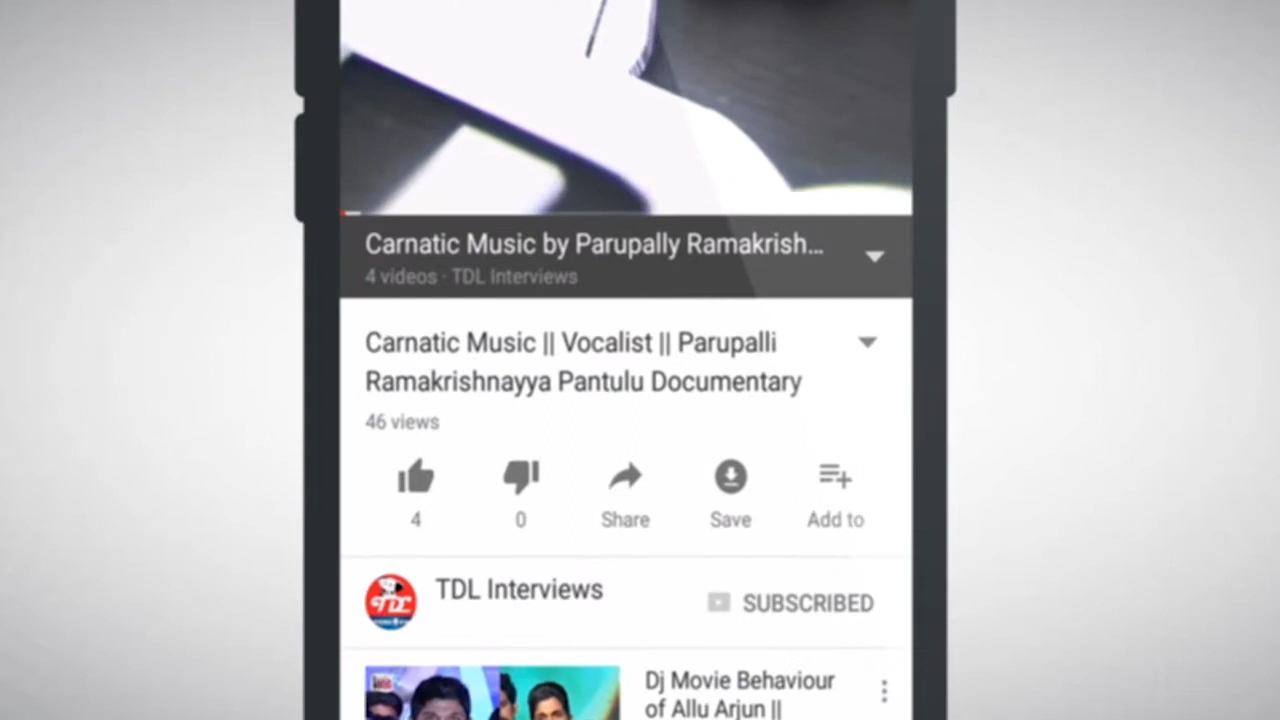 Carnatic Music by Parupally Ramakrish...
4 videos · TDL Interviews
Carnatic Music || Vocalist || Parupalli
Ramakrishnayya Pantulu Documentary
46 views
4
0
Share
Save
Add to
TDL
TDL Interviews
SUBSCRIBED
Dj Movie Behaviour
of Allu Arjun ||